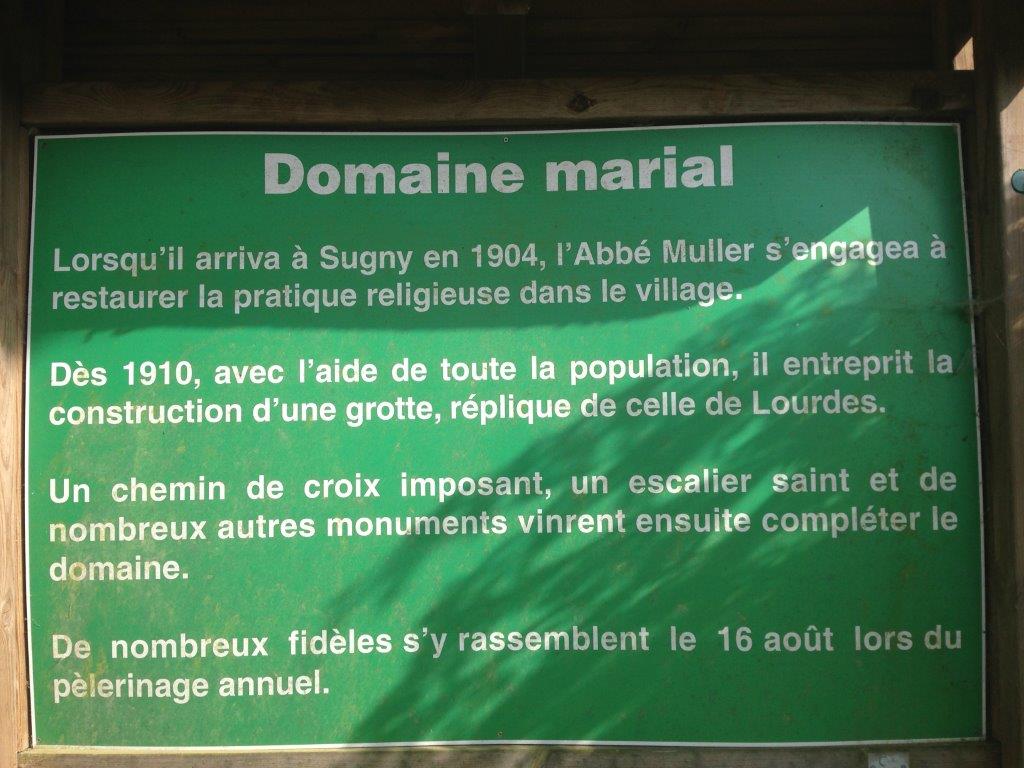 Domaine marial
Lorsqu'il arriva à Sugny en 1904, l'Abbé Muller s'engagea à
restaurer la pratique religieuse dans le village.
Dès 1910, avec l'aide de toute la population, il entreprit la
construction d'une grotte, réplique de celle de Lourdes.
Un chemin de croix imposant, un escalier saint et de
nombreux autres monuments vinrent ensuite compléter le
domaine.
De nombreux fidèles s'y rassemblent le 16 août lors du
pèlerinage annuel.